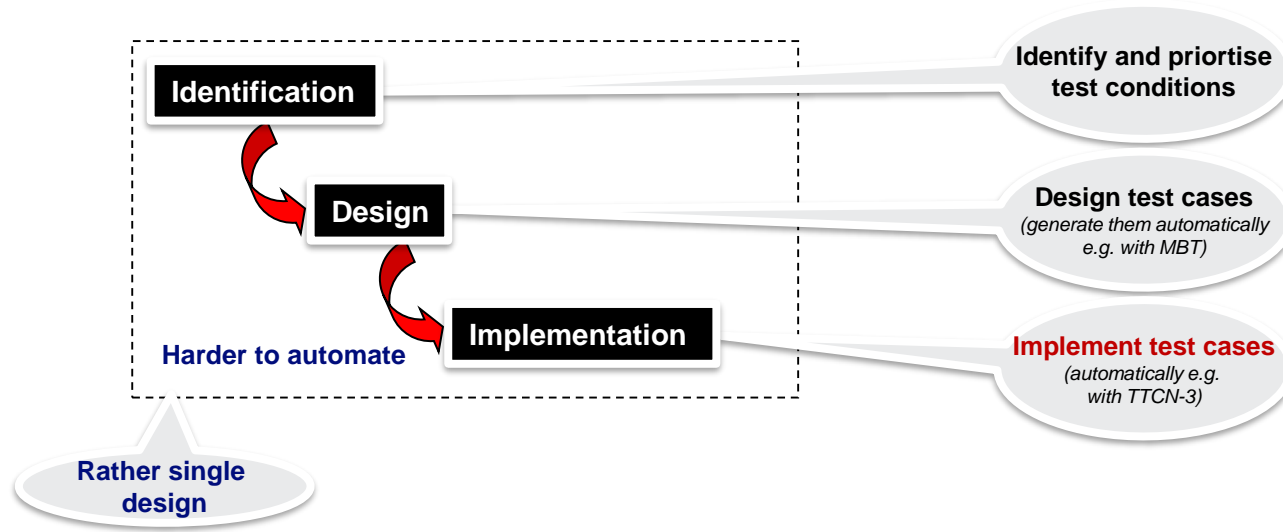 Identification
Identify and priortise
test conditions
Design
Design test cases
(generate them automatically
e.g. with MBT)
Implementation
Implement test cases
(automatically e.g.
with TTCN-3)
Harder to automate
Rather single
design